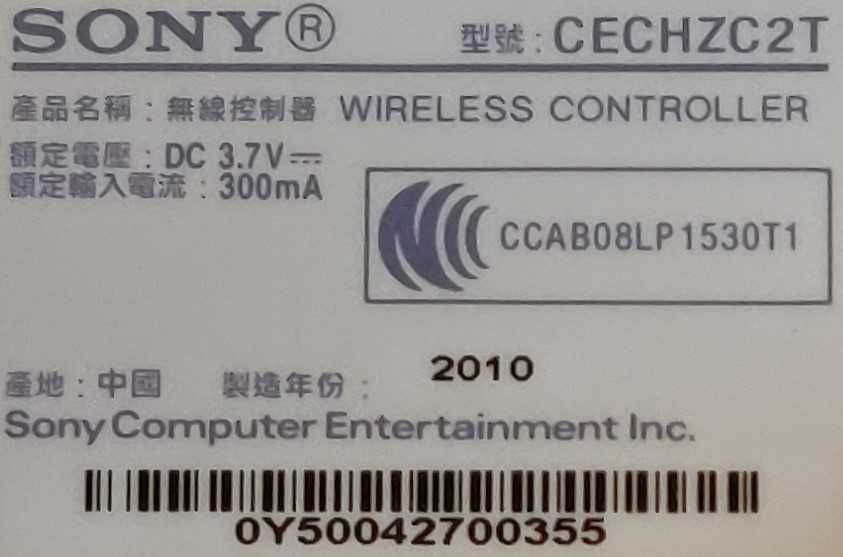 SONY® 型號：CECHZC2T
產品名稱：無線控制器 WIRELESS CONTROLLER
額定電壓：DC 3.7V⎓
額定輸入電流：300mA
NCC CCAB08LP1530T1
產地：中國 製造年份： 2010
Sony Computer Entertainment Inc.
0Y50042700355